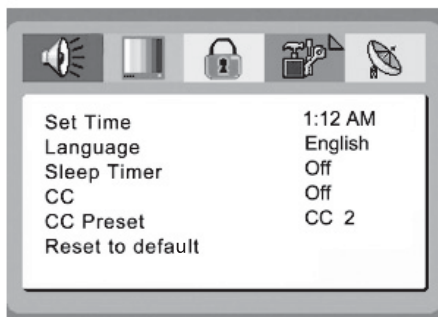 Set Time 1:12 AM
Language English
Sleep Timer Off
CC Off
CC Preset CC 2
Reset to default